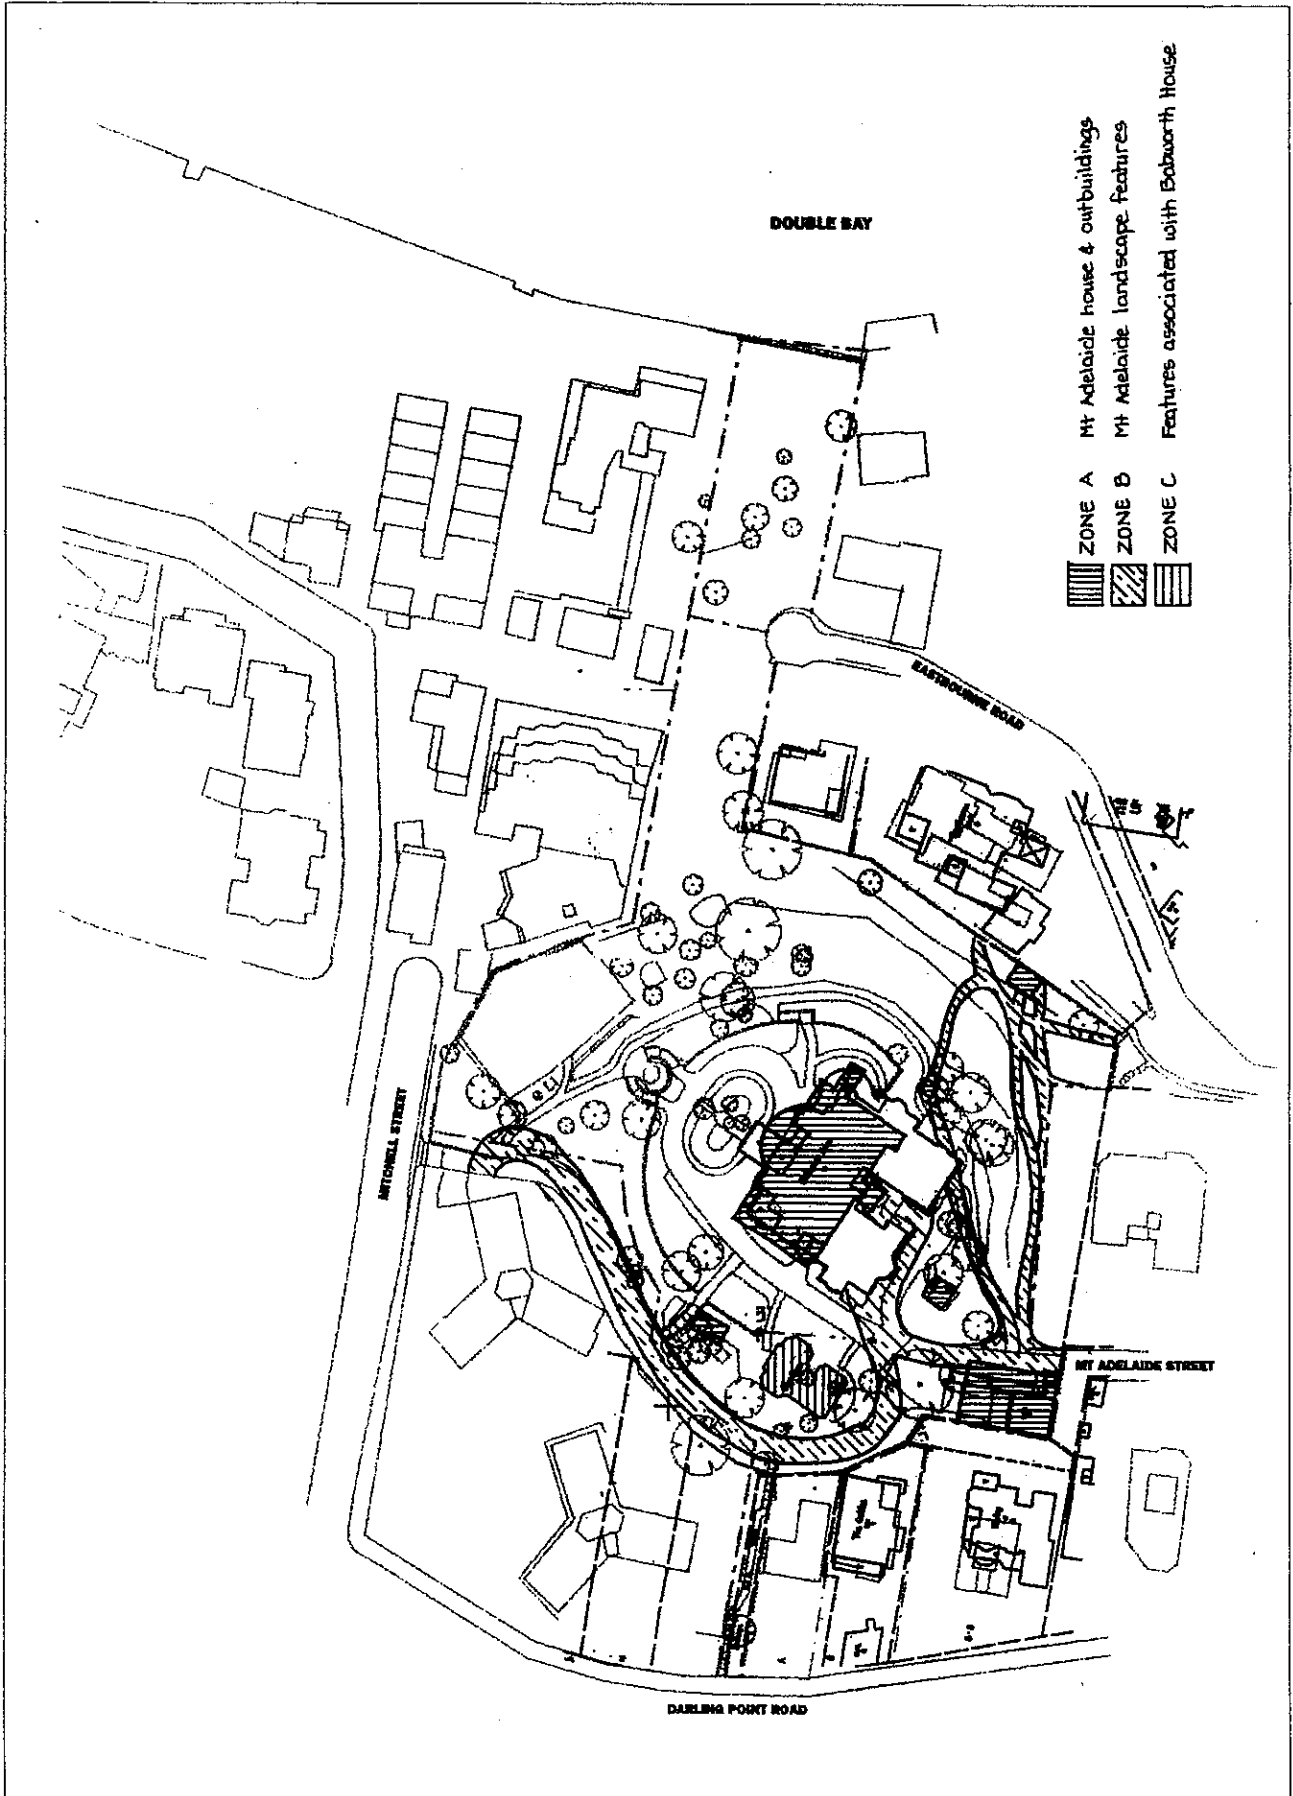 DOUBLE BAY
ZONE A Mt Adelaide house & outbuildings
ZONE B Mt Adelaide landscape features
ZONE C Features associated with Babworth House
EASTBOURNE ROAD
MITCHELL STREET
MT ADELAIDE STREET
DARLING POINT ROAD